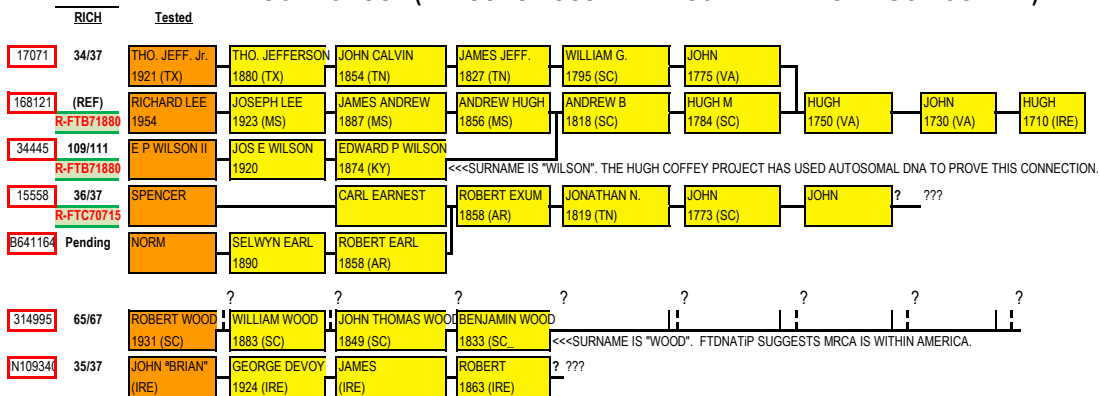 RICH Tested
17071 34/37 THO. JEFF. Jr. THO. JEFFERSON JOHN CALVIN JAMES JEFF. WILLIAM G. JOHN
1921 (TX) 1880 (TX) 1854 (TN) 1827 (TN) 1795 (SC) 1775 (VA)
168121 (REF) RICHARD LEE JOSEPH LEE JAMES ANDREW ANDREW HUGH ANDREW B HUGH M HUGH JOHN HUGH
R-FTB71880 1954 1923 (MS) 1887 (MS) 1856 (MS) 1818 (SC) 1784 (SC) 1750 (VA) 1730 (VA) 1710 (IRE)
34445 109/111 E P WILSON II JOS E WILSON EDWARD P WILSON
R-FTB71880 1920 1874 (KY) <<<SURNAME IS "WILSON". THE HUGH COFFEY PROJECT HAS USED AUTOSOMAL DNA TO PROVE THIS CONNECTION.
15558 36/37 SPENCER CARL EARNEST ROBERT EXUM JONATHAN N. JOHN JOHN ? ???
R-FTC70715 1858 (AR) 1819 (TN) 1773 (SC)
B641164 Pending NORM SELWYN EARL ROBERT EARL
1890 1858 (AR)
? ? ? ? ? ? ? ?
314995 65/67 ROBERT WOOD WILLIAM WOOD JOHN THOMAS WOOD BENJAMIN WOOD
1931 (SC) 1883 (SC) 1849 (SC) 1833 (SC_ <<<SURNAME IS "WOOD". FTDNATiP SUGGESTS MRCA IS WITHIN AMERICA.
N109340 35/37 JOHN ªBRIAN" GEORGE DEVOY JAMES ROBERT ? ???
(IRE) 1924 (IRE) (IRE) 1863 (IRE)